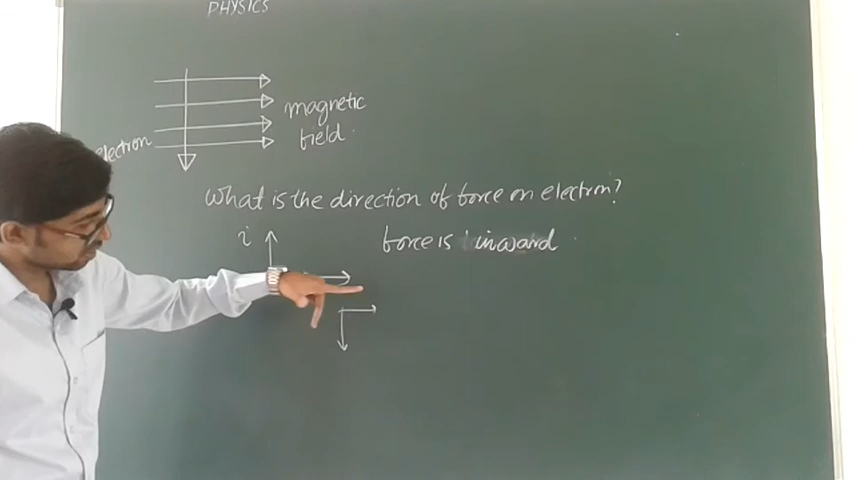 PHYSICS
magnetic
field.
electron
What is the direction of force on electron?
i
force is inward